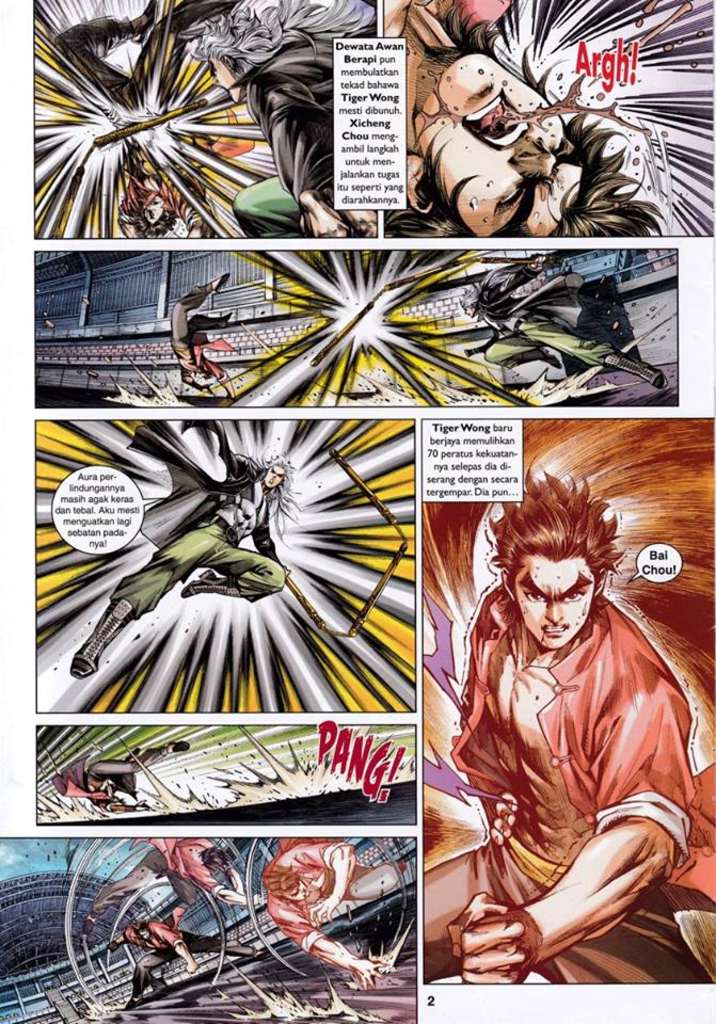 Dewata Awan
Berapi pun
membulatkan
tekad bahawa
Tiger Wong
mesti dibunuh.
Xicheng
Chou meng-
ambil langkah
untuk men-
jalankan tugas
itu seperti yang
diarahkannya.
Argh!
Aura per-
lindungannya
masih agak keras
dan tebal. Aku mesti
menguatkan lagi
sebatan pada-
nya!
Tiger Wong baru
berjaya memulihkan
70 peratus kekuatan-
nya selepas dia di-
serang dengan secara
tergempar. Dia pun...
Bai
Chou!
PANG!
2